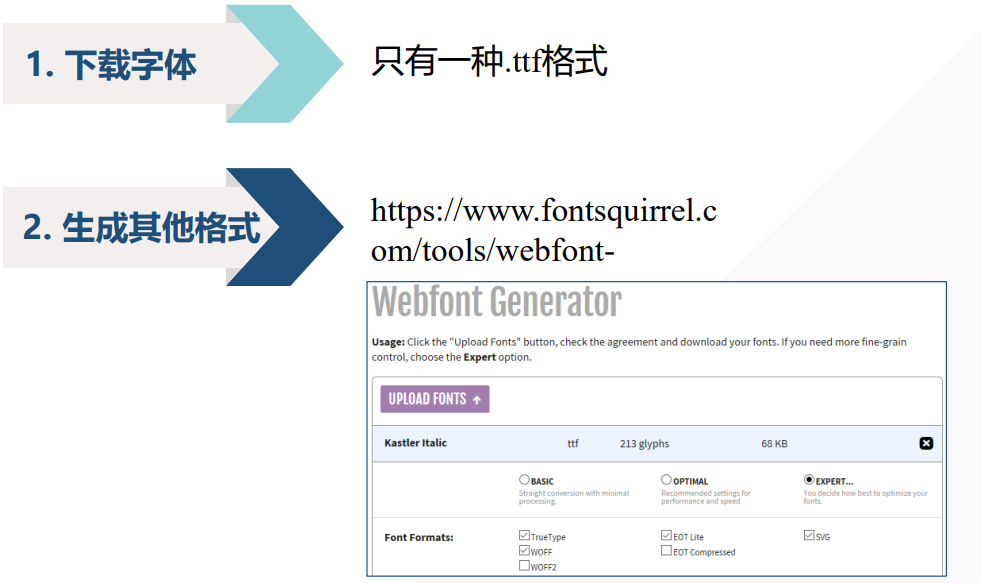 1. 下载字体
只有一种.ttf格式
2. 生成其他格式
https://www.fontsquirrel.c
om/tools/webfont-
Webfont Generator
Usage: Click the "Upload Fonts" button, check the agreement and download your fonts. If you need more fine-grain
control, choose the Expert option.
UPLOAD FONTS
Kastler Italic ttf 213 glyphs 68 KB
BASIC OPTIMAL EXPERT...
Straight conversion with minimal Recommended settings for You decide how best to optimize your
processing. performance and speed. fonts.
Font Formats: TrueType EOT Lite SVG
WOFF EOT Compressed
WOFF2